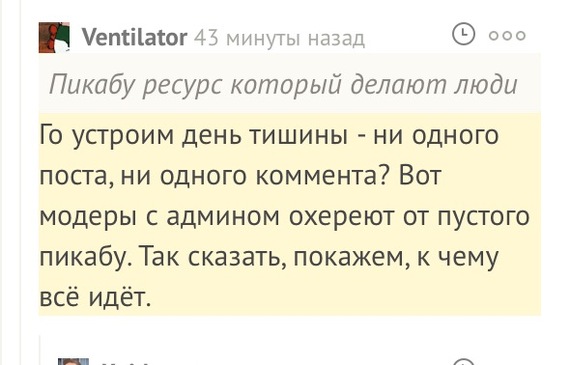 Ventilator 43 минуты назад
Пикабу ресурс который делают люди
Го устроим день тишины - ни одного
поста, ни одного коммента? Вот
модеры с админом охереют от пустого
пикабу. Так сказать, покажем, к чему
всё идёт.